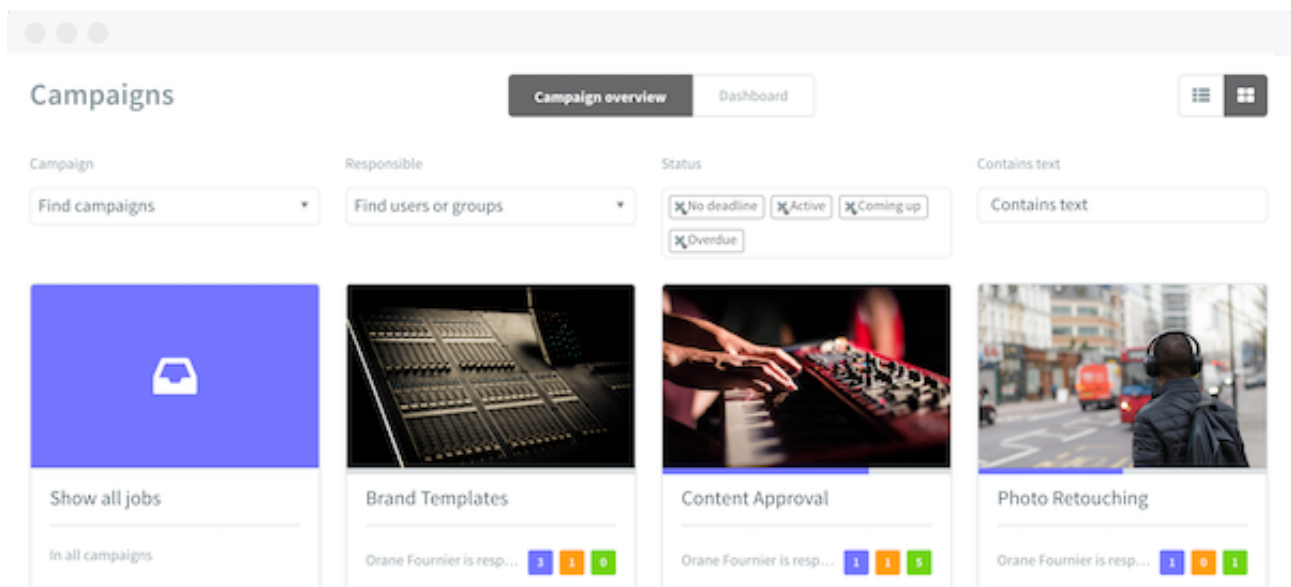 Campaigns
Campaign overview
Dashboard
Campaign
Responsible
Status
Contains text
Find campaigns
Find users or groups
No deadline
Active
Coming up
Overdue
Contains text
Show all jobs
In all campaigns
Brand Templates
Orane Fournier is resp... 3 1 0
Content Approval
Orane Fournier is resp... 1 1 5
Photo Retouching
Orane Fournier is resp... 1 0 1